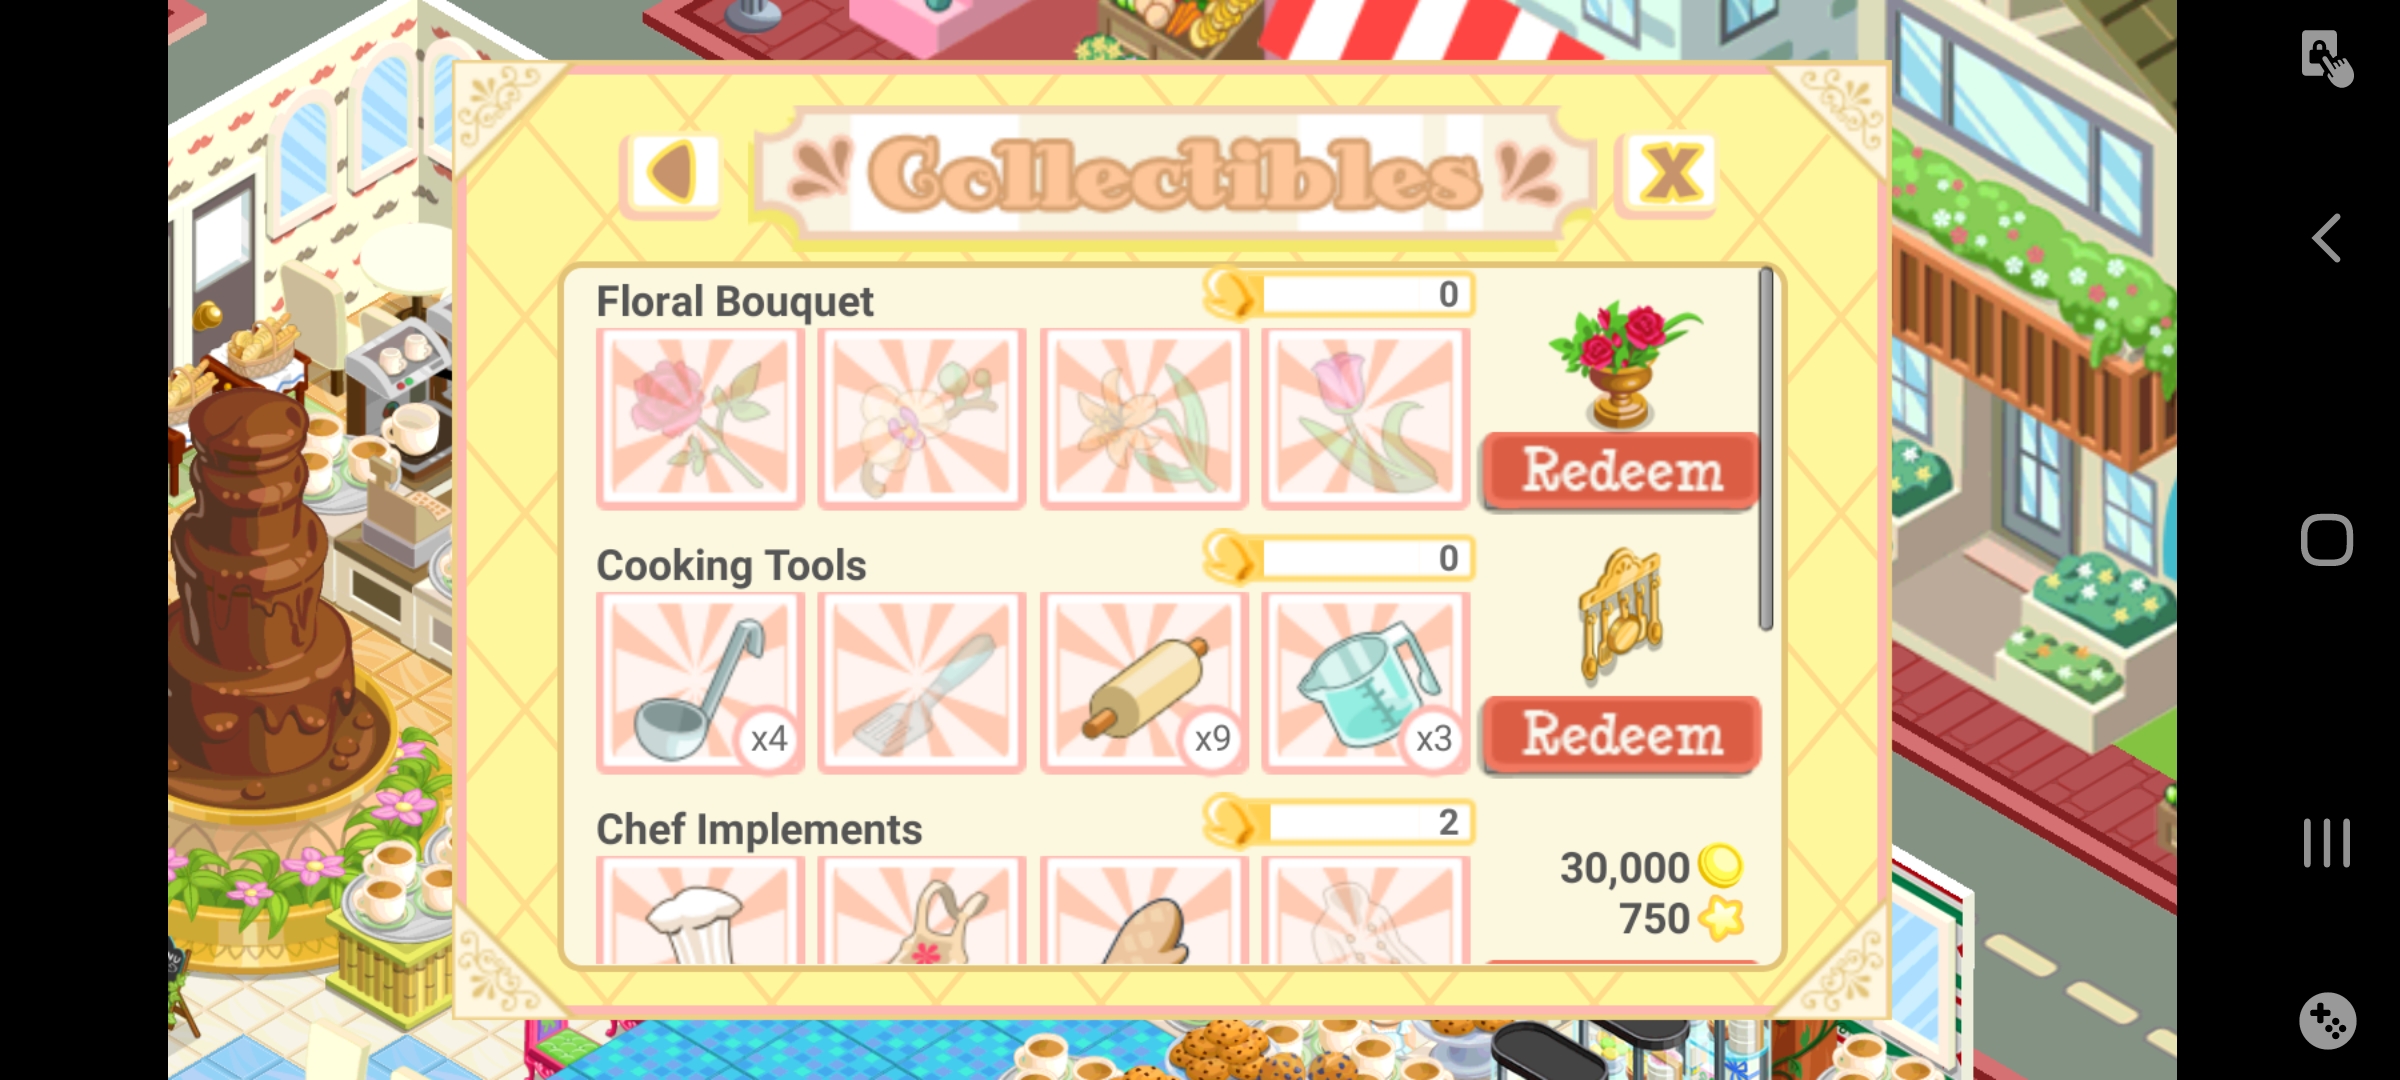 Collectibles
X
Floral Bouquet
0
Redeem
Cooking Tools
0
x4
x9
x3
Redeem
Chef Implements
2
30,000
750